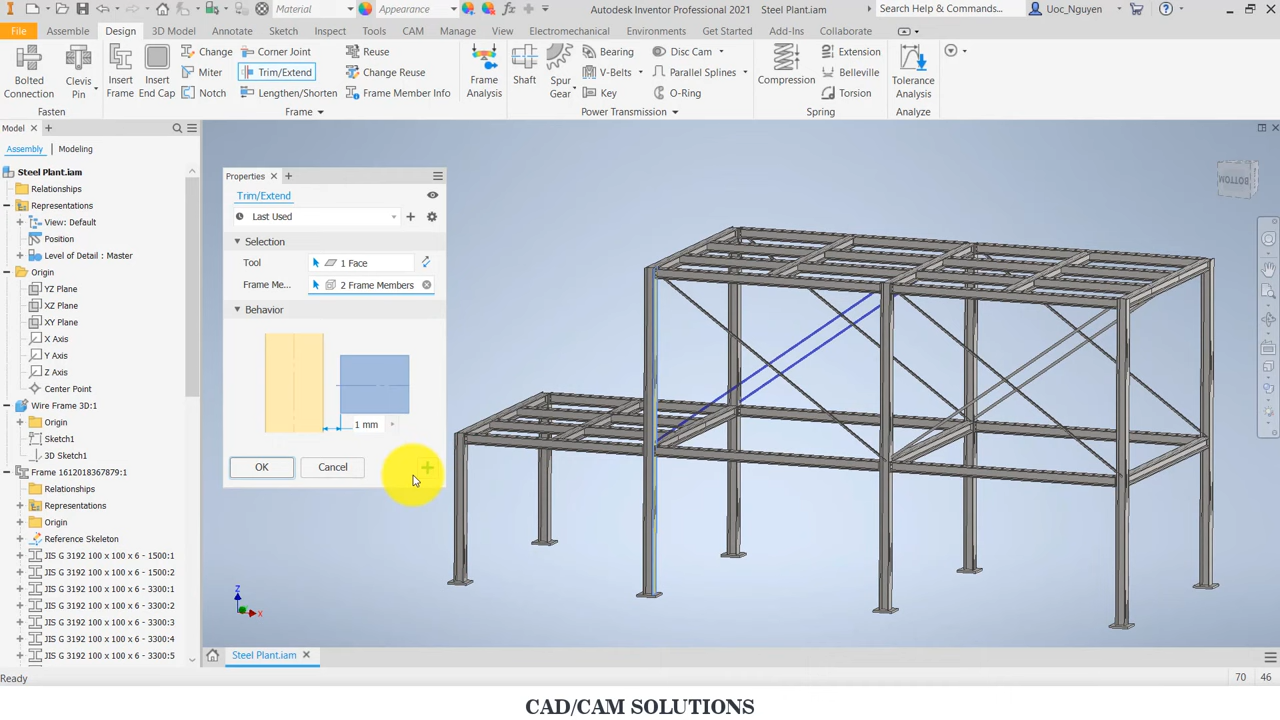 Material
Appearance
Autodesk Inventor Professional 2021 Steel Plant.iam
Search Help & Commands...
Uoc_Nguyen
File
Assembly
Design
3D Model
Annotate
Sketch
Inspect
Tools
CAM
Manage
View
Electromechanical
Environments
Get Started
Add-Ins
Collaborate
Bolted Connection
Clevis Pin
Fasten
Insert Frame
Insert End Cap
Change
Miter
Notch
Corner Joint
Trim/Extend
Lengthen/Shorten
Reuse
Change Reuse
Frame Member Info
Frame
Frame Analysis
Shaft
Spur Gear
Bearing
V-Belts
Key
Disc Cam
Parallel Splines
O-Ring
Power Transmission
Compression
Extension
Belleville
Torsion
Spring
Tolerance Analysis
Analyze
Model
Assembly
Modeling
Steel Plant.iam
Relationships
Representations
View: Default
Position
Level of Detail : Master
Origin
YZ Plane
XZ Plane
XY Plane
X Axis
Y Axis
Z Axis
Center Point
Wire Frame 3D:1
Origin
Sketch1
3D Sketch1
Frame 1612018367879:1
Relationships
Representations
Origin
Reference Skeleton
JIS G 3192 100 x 100 x 6 - 1500:1
JIS G 3192 100 x 100 x 6 - 1500:2
JIS G 3192 100 x 100 x 6 - 3300:1
JIS G 3192 100 x 100 x 6 - 3300:2
JIS G 3192 100 x 100 x 6 - 3300:3
JIS G 3192 100 x 100 x 6 - 3300:4
JIS G 3192 100 x 100 x 6 - 3300:5
Properties
Trim/Extend
Last Used
Selection
Tool
1 Face
Frame Me...
2 Frame Members
Behavior
1 mm
OK
Cancel
BOTTOM
Z
X
Steel Plant.iam
Ready
70
46
CAD/CAM SOLUTIONS